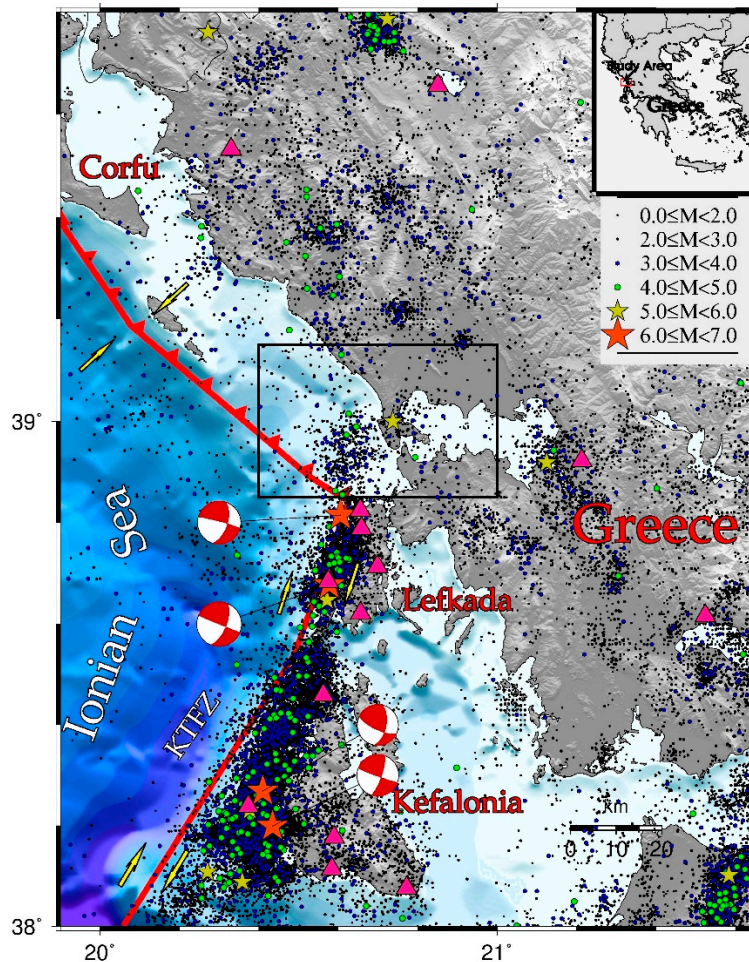 Study Area
Greece
Corfu
0.0≤M<2.0
2.0≤M<3.0
3.0≤M<4.0
4.0≤M<5.0
5.0≤M<6.0
6.0≤M<7.0
39°
Greece
Ionian Sea
Lefkada
KTFZ
Kefalonia
km
0 10 20
38°
20° 21°